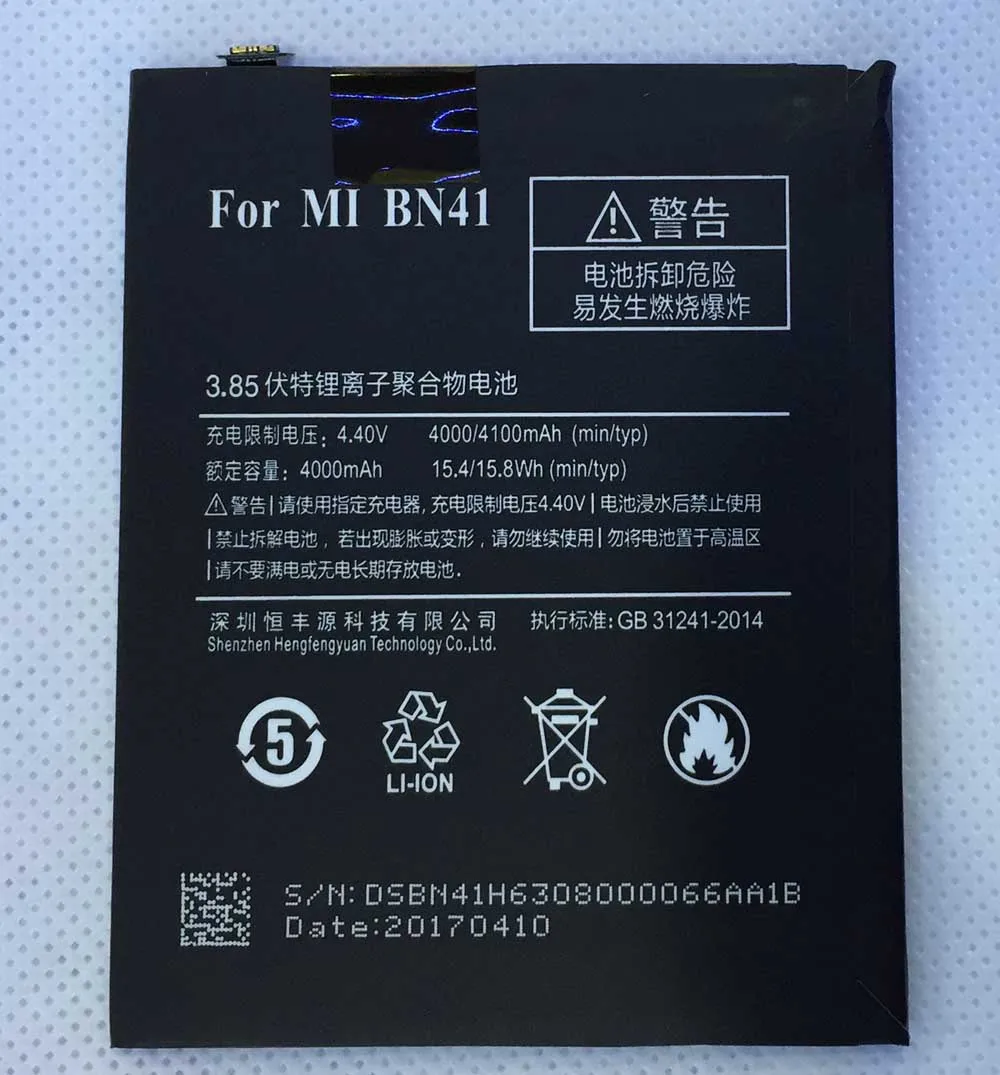 For MI BN41
警告
电池拆卸危险
易发生燃烧爆炸
3.85伏特锂离子聚合物电池
充电限制电压：4.40V 4000/4100mAh (min/typ)
额定容量：4000mAh 15.4/15.8Wh (min/typ)
警告|请使用指定充电器, 充电限制电压4.40V|电池浸水后禁止使用
|禁止拆解电池，若出现膨胀或变形，请勿继续使用|勿将电池置于高温区
|请不要满电或无电长期存放电池.
深圳恒丰源科技有限公司 执行标准: GB 31241-2014
Shenzhen Hengfengyuan Technology Co.,Ltd.
5
LI-ION
S/N:DSBN41H6308000066AA1B
Date:20170410